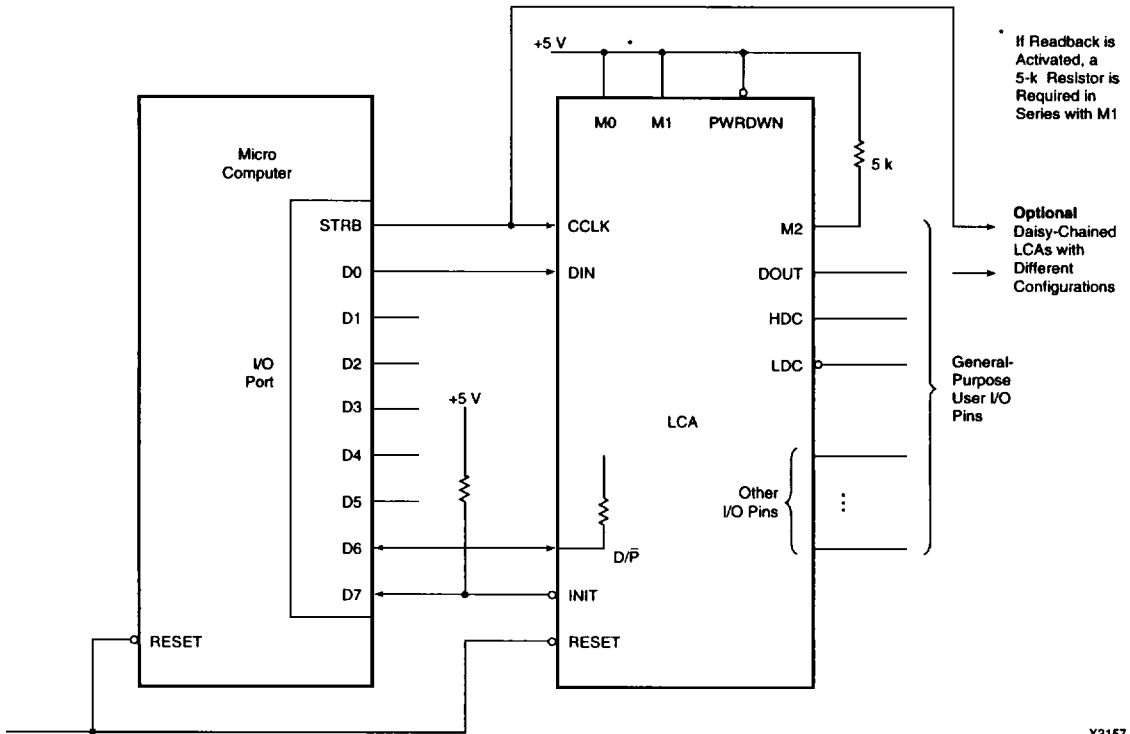 +5 V
*
* If Readback is
Activated, a
5-k Resistor is
Required in
Series with M1
M0 M1 PWRDWN
Micro
Computer
5 k
STRB
CCLK
M2
Optional
Daisy-Chained
LCAs with
Different
Configurations
D0
DIN
DOUT
D1
HDC
I/O
Port
D2
LDC
General-
Purpose
User I/O
Pins
D3
+5 V
LCA
D4
D5
Other
I/O Pins
⋮
D6
D/P̅
D7
INIT
RESET
RESET
X3157